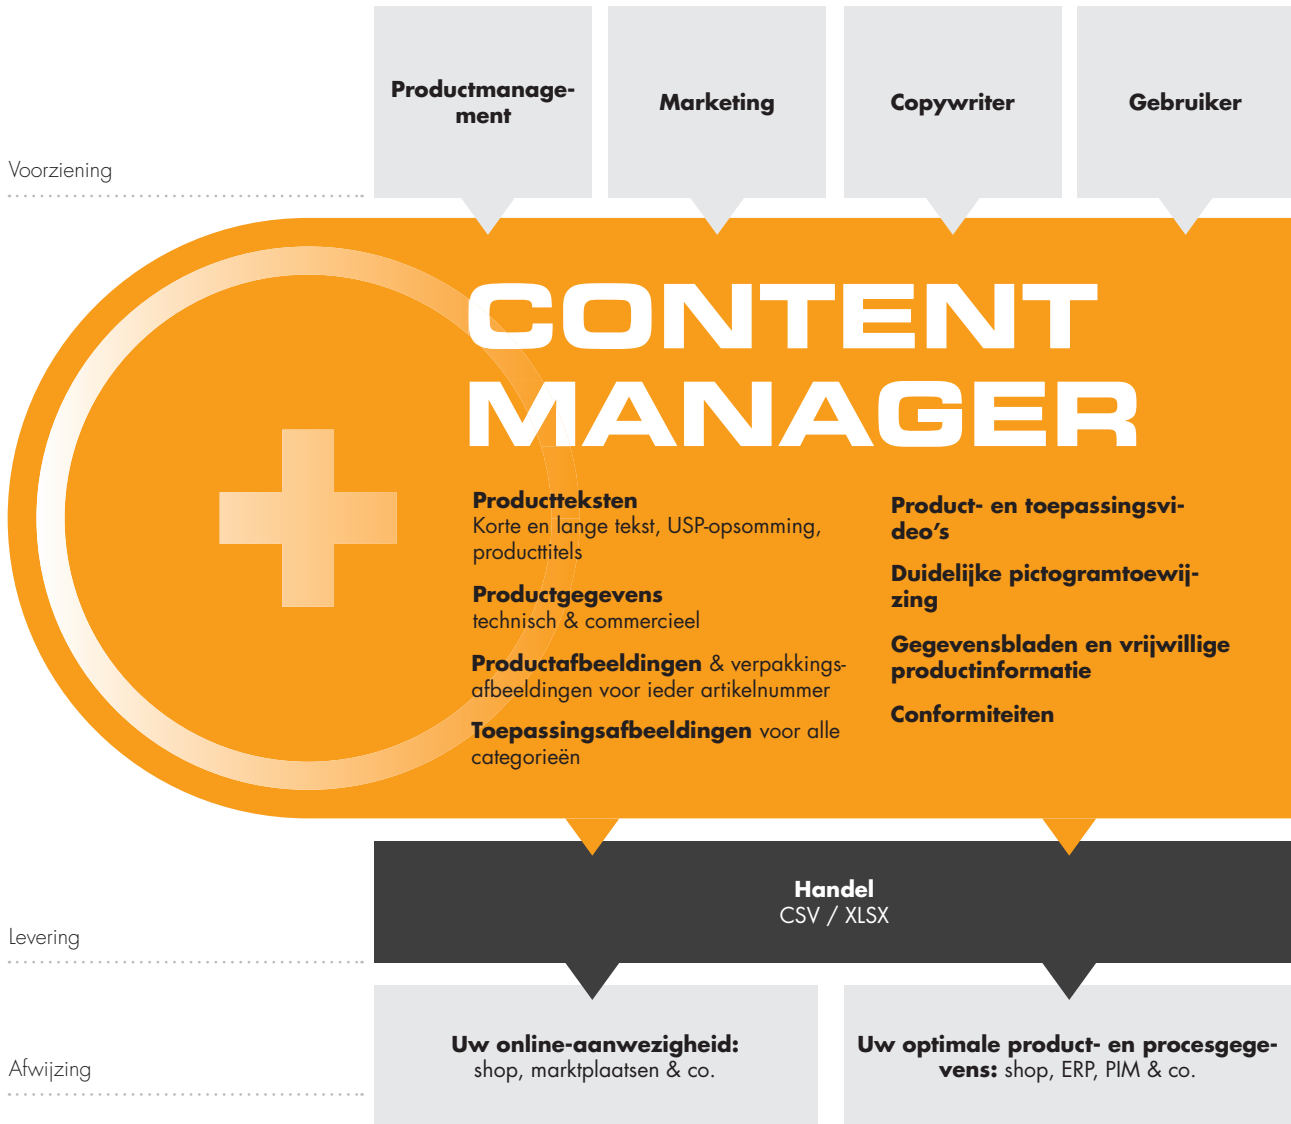 Productmanage-
ment
Marketing
Copywriter
Gebruiker
Voorziening
CONTENT
MANAGER
Productteksten
Korte en lange tekst, USP-opsomming,
producttitels
Productgegevens
technisch & commercieel
Productafbeeldingen & verpakkings-
afbeeldingen voor ieder artikelnummer
Toepassingsafbeeldingen voor alle
categorieën
Product- en toepassingsvi-
deo's
Duidelijke pictogramtoewij-
zing
Gegevensbladen en vrijwillige
productinformatie
Conformiteiten
Handel
CSV / XLSX
Levering
Uw online-aanwezigheid:
shop, marktplaatsen & co.
Uw optimale product- en procesgege-
vens: shop, ERP, PIM & co.
Afwijzing